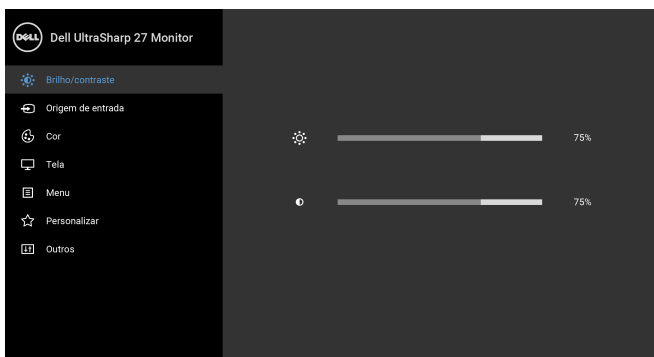 DELL
Dell UltraSharp 27 Monitor
Brilho/contraste
Origem de entrada
Cor
75%
Tela
Menu
75%
Personalizar
Outros